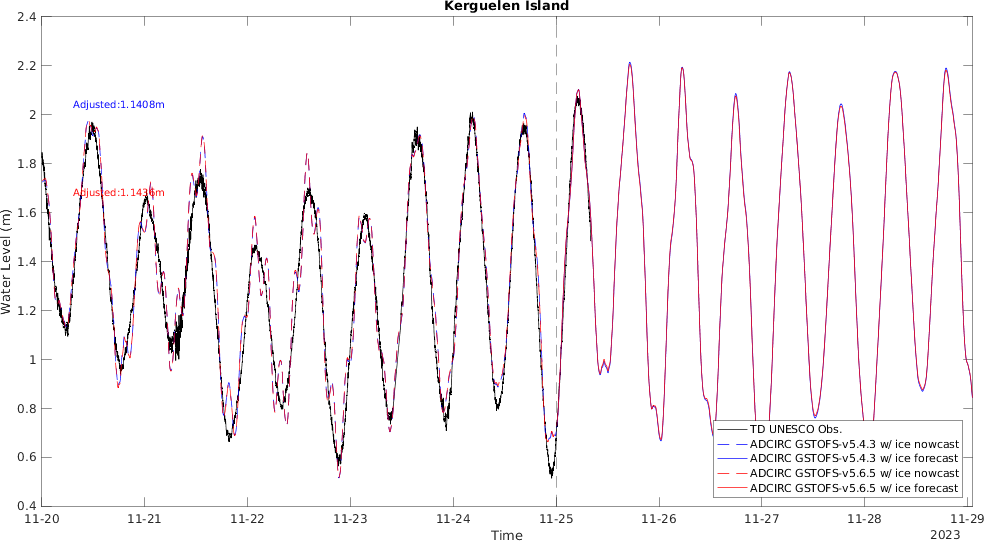 Kerguelen Island
2.4
2.2
2
1.8
1.6
1.4
1.2
1
0.8
0.6
0.4
Water Level (m)
Adjusted:1.1408m
Adjusted:1.1436m
TD UNESCO Obs.
ADCIRC GSTOFS-v5.4.3 w/ ice nowcast
ADCIRC GSTOFS-v5.4.3 w/ ice forecast
ADCIRC GSTOFS-v5.6.5 w/ ice nowcast
ADCIRC GSTOFS-v5.6.5 w/ ice forecast
11-20 11-21 11-22 11-23 11-24 11-25 11-26 11-27 11-28 11-29
Time
2023